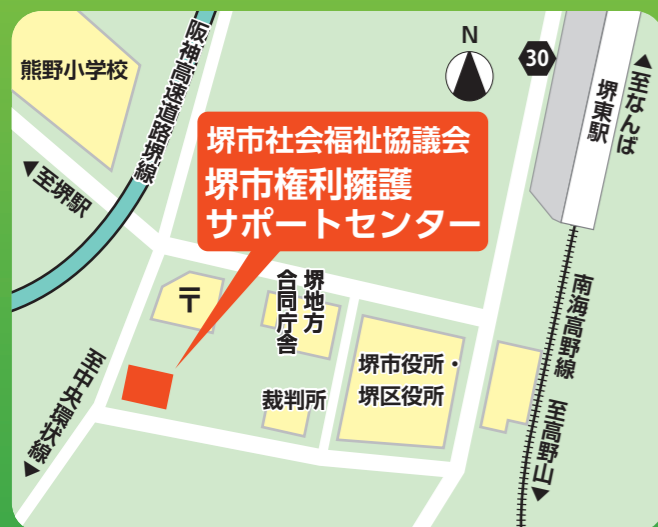 熊野小学校
阪神高速道路堺線
N
30
▲至なんば
堺東駅
堺市社会福祉協議会
堺市権利擁護
サポートセンター
▼至堺駅
〒
堺地方
合同庁舎
裁判所
堺市役所・
堺区役所
南海高野線
至高野山▼
至中央環状線▼